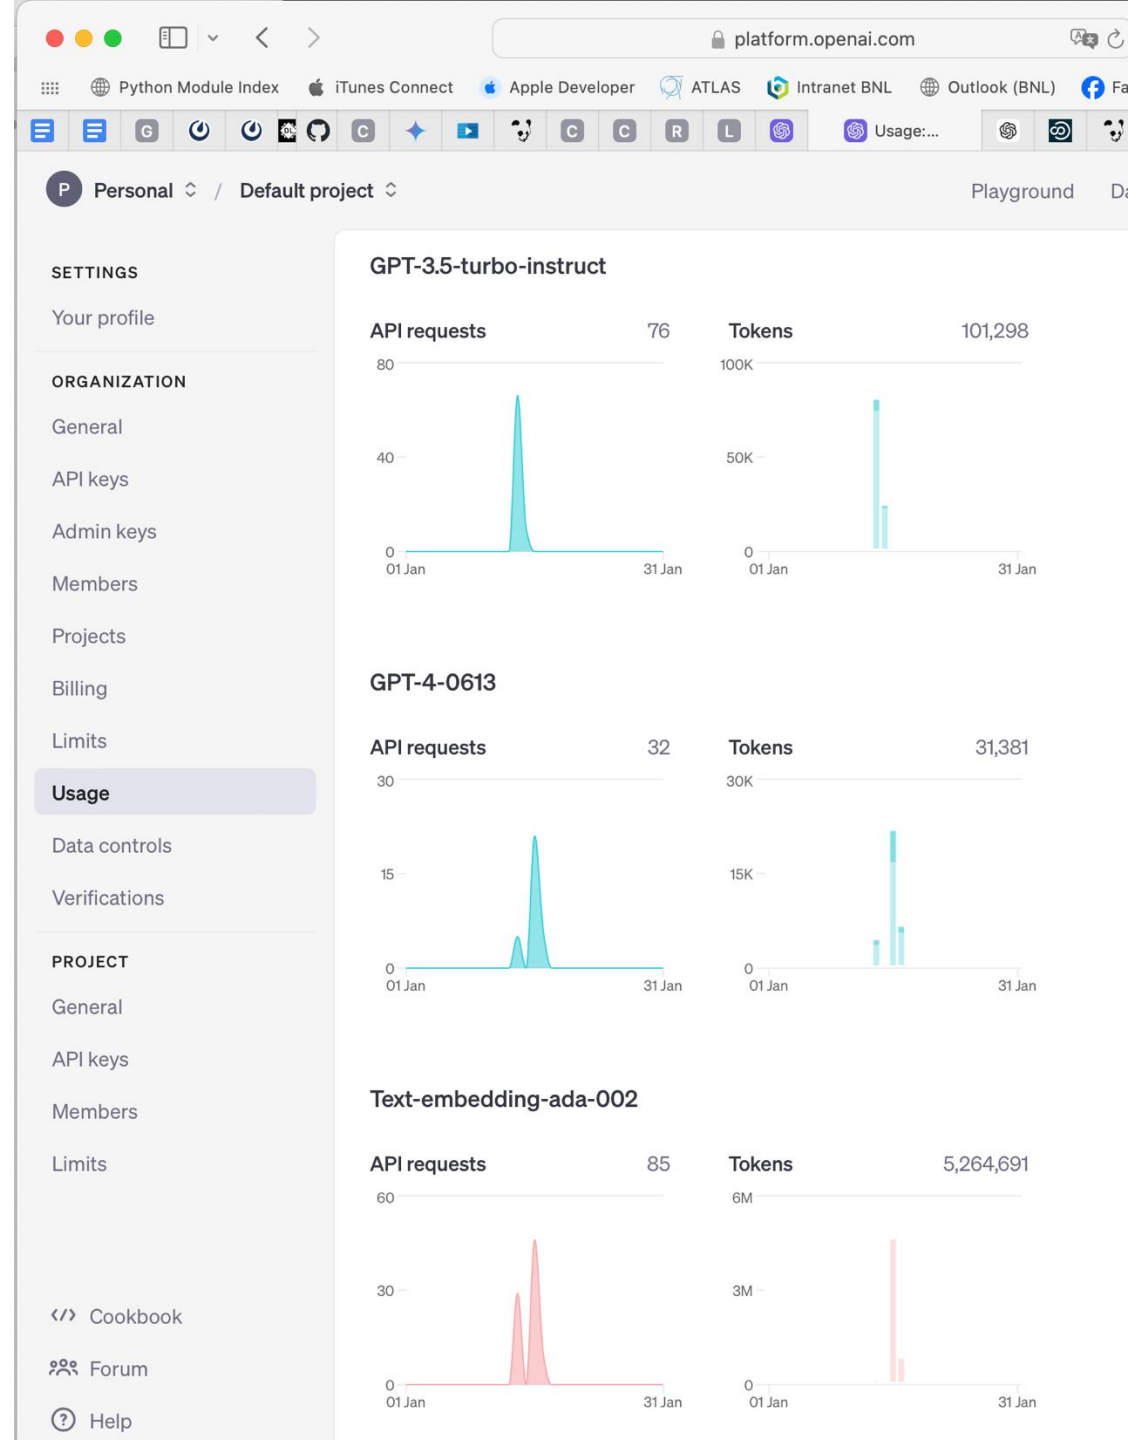 platform.openai.com
Python Module Index iTunes Connect Apple Developer ATLAS Intranet BNL Outlook (BNL) Fa
G C C C R L Usage:...
P Personal / Default project Playground Da
SETTINGS
Your profile
ORGANIZATION
General
API keys
Admin keys
Members
Projects
Billing
Limits
Usage
Data controls
Verifications
PROJECT
General
API keys
Members
Limits
Cookbook
Forum
Help
GPT-3.5-turbo-instruct
API requests 76
80
40
0
01 Jan 31 Jan
Tokens 101,298
100K
50K
0
01 Jan 31 Jan
GPT-4-0613
API requests 32
30
15
0
01 Jan 31 Jan
Tokens 31,381
30K
15K
0
01 Jan 31 Jan
Text-embedding-ada-002
API requests 85
60
30
0
01 Jan 31 Jan
Tokens 5,264,691
6M
3M
0
01 Jan 31 Jan